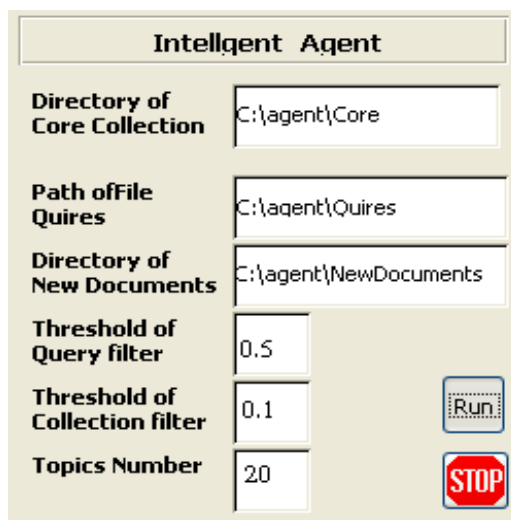 Intellgent Agent
Directory of
Core Collection
C:\agent\Core
Path ofFile
Quires
C:\agent\Quires
Directory of
New Documents
C:\agent\NewDocuments
Threshold of
Query filter
0.5
Threshold of
Collection filter
0.1
Run
Topics Number
20
STOP